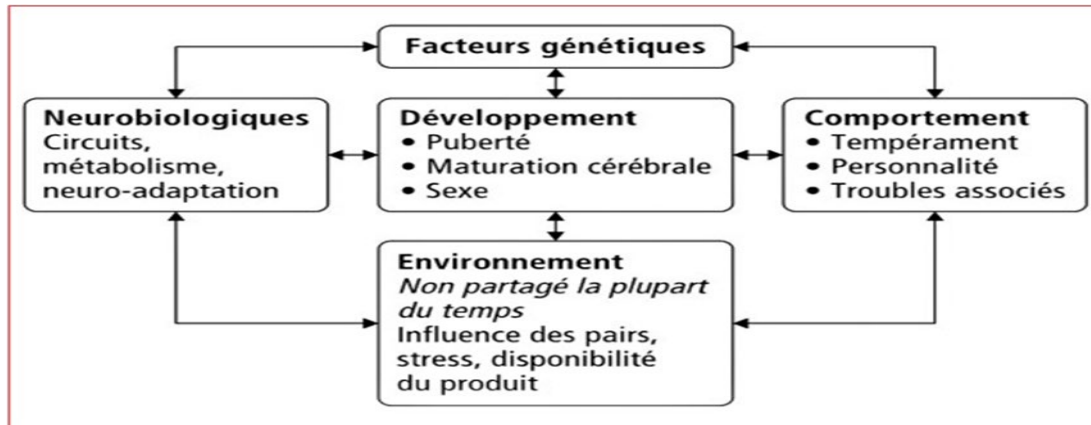 Facteurs génétiques
Neurobiologiques
Circuits,
métabolisme,
neuro-adaptation
Développement
• Puberté
• Maturation cérébrale
• Sexe
Comportement
• Tempérament
• Personnalité
• Troubles associés
Environnement
Non partagé la plupart
du temps
Influence des pairs,
stress, disponibilité
du produit